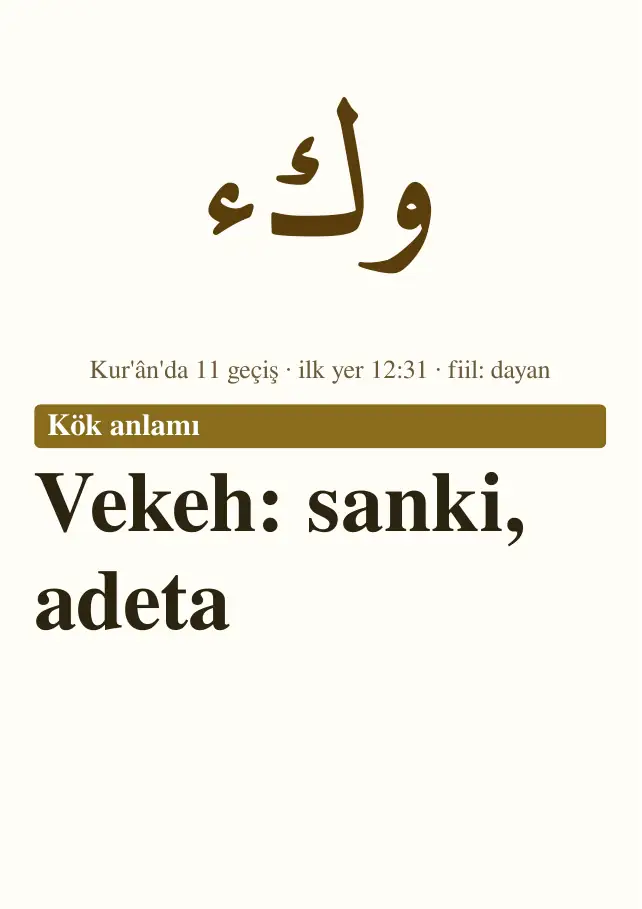 وكء
Kur'ân'da 11 geçiş · ilk yer 12:31 · fiil: dayan
Kök anlamı
Vekeh: sanki,
adeta